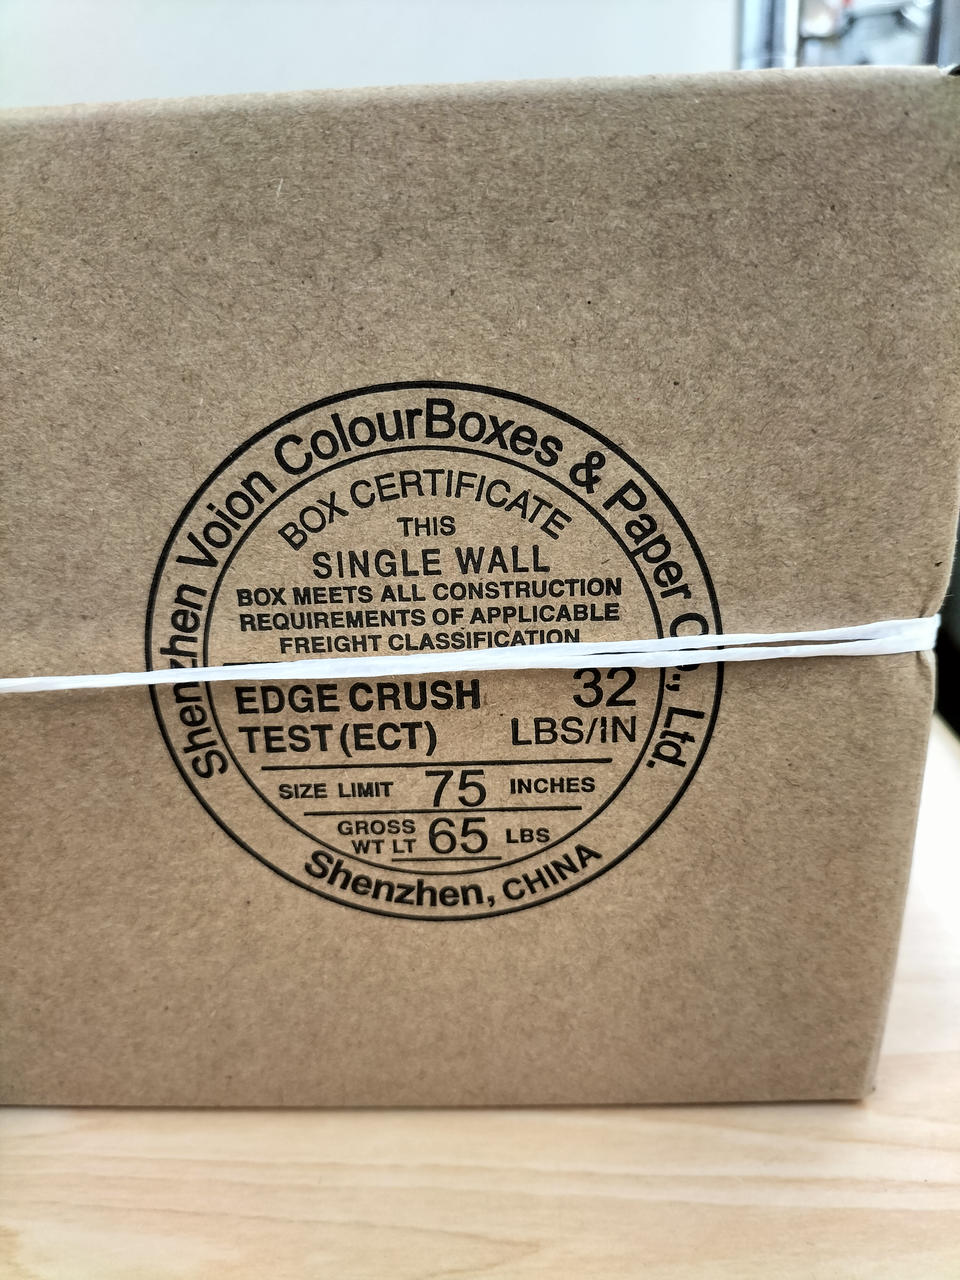 Shenzhen Voion ColourBoxes & Paper Co., Ltd.
BOX CERTIFICATE
THIS
SINGLE WALL
BOX MEETS ALL CONSTRUCTION
REQUIREMENTS OF APPLICABLE
FREIGHT CLASSIFICATION
EDGE CRUSH
TEST (ECT)
32
LBS/IN
SIZE LIMIT 75 INCHES
GROSS
WT LT
65 LBS
Shenzhen, CHINA